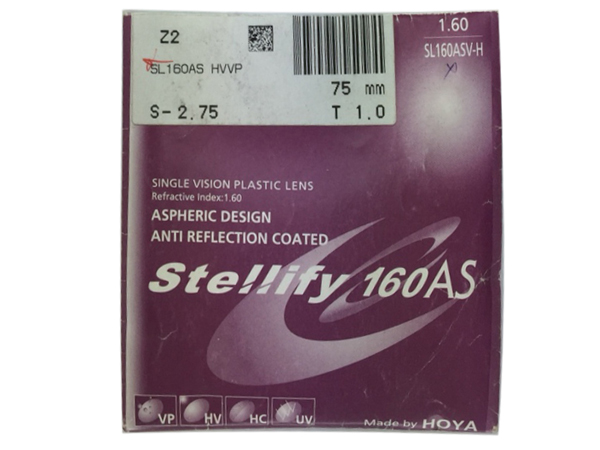 Z2
SL160AS HVVP
75 mm
S-2.75 T 1.0
1.60
SL160ASV-H
SINGLE VISION PLASTIC LENS
Refractive Index:1.60
ASPHERIC DESIGN
ANTI REFLECTION COATED
Stellify 160AS
VP HV HC UV
Made by HOYA